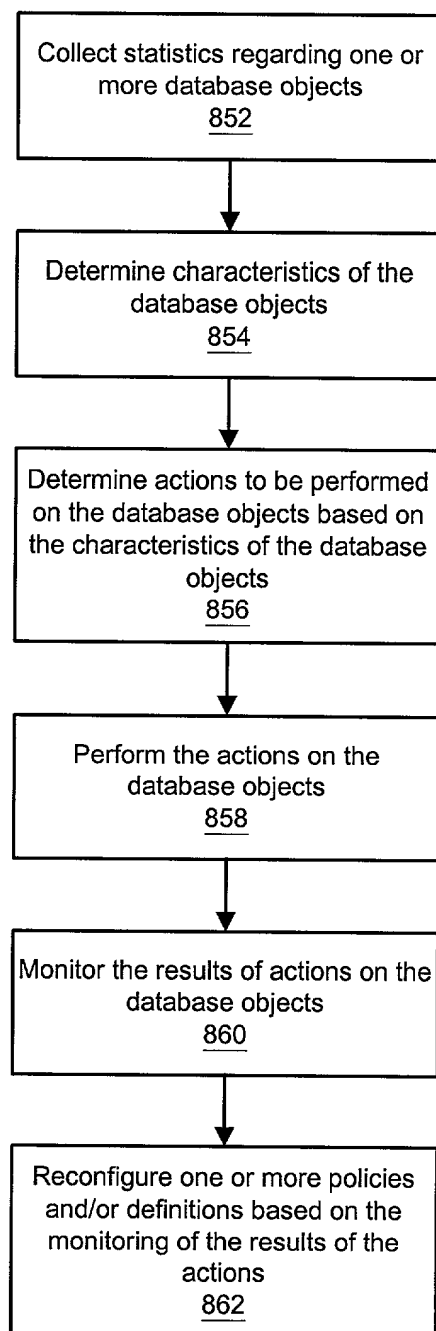 Collect statistics regarding one or
more database objects
852
Determine characteristics of the
database objects
854
Determine actions to be performed
on the database objects based on
the characteristics of the database
objects
856
Perform the actions on the
database objects
858
Monitor the results of actions on the
database objects
860
Reconfigure one or more policies
and/or definitions based on the
monitoring of the results of the
actions
862